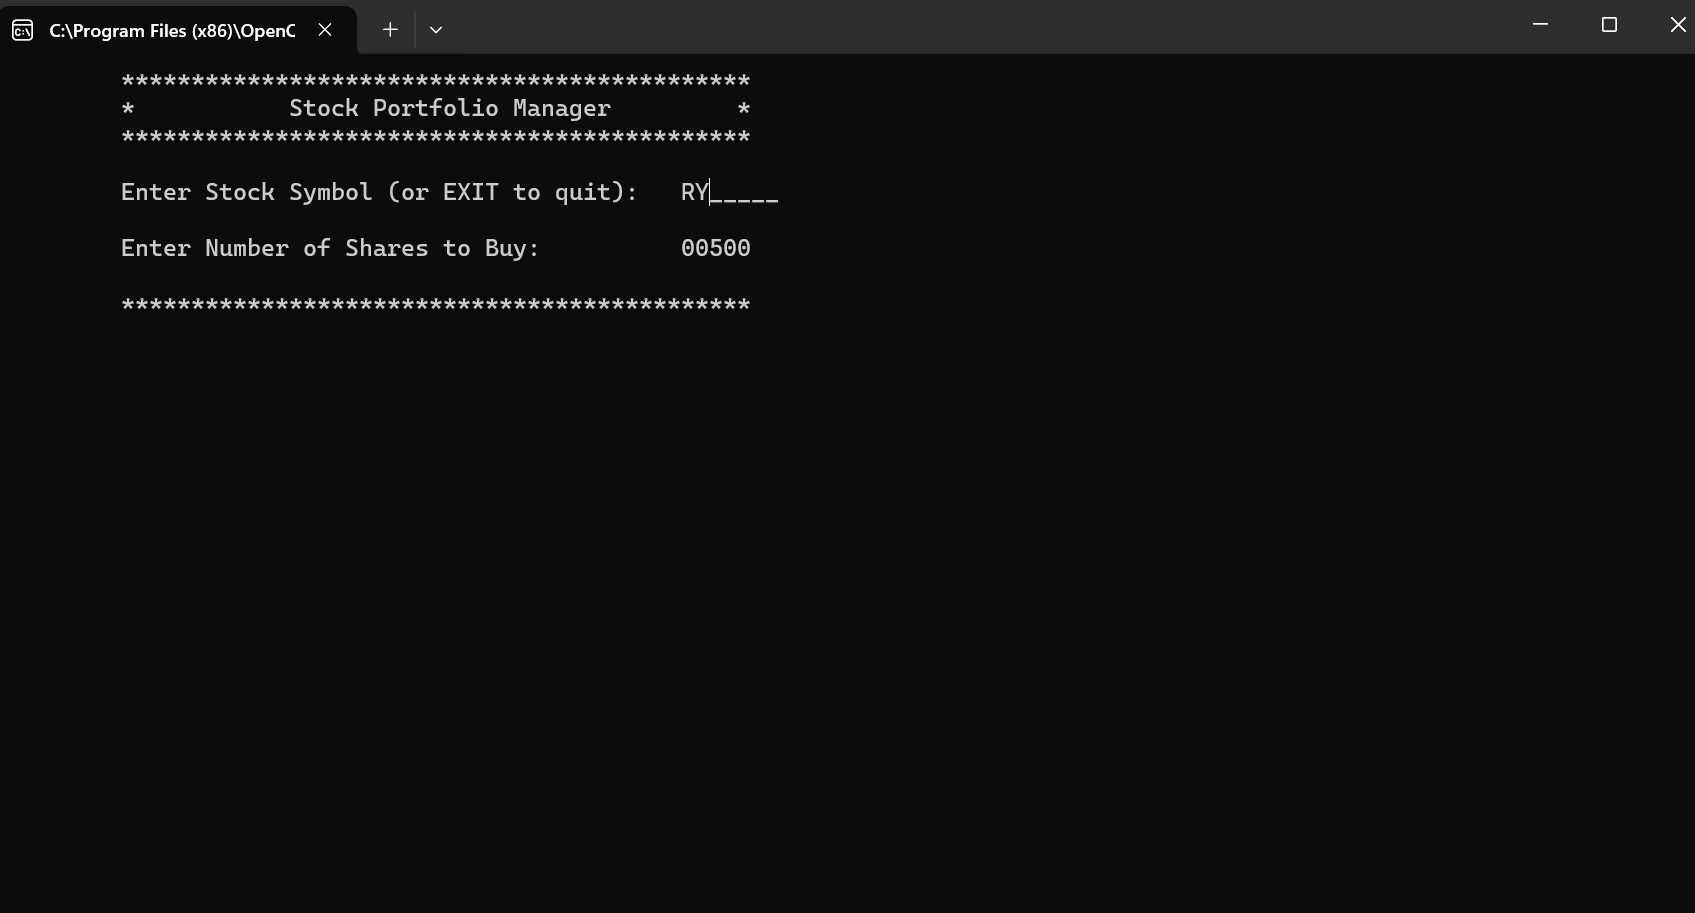 C:\Program Files (x86)\OpenC
*********************************************
*           Stock Portfolio Manager         *
*********************************************
Enter Stock Symbol (or EXIT to quit):   RY_____
Enter Number of Shares to Buy:          00500
*********************************************